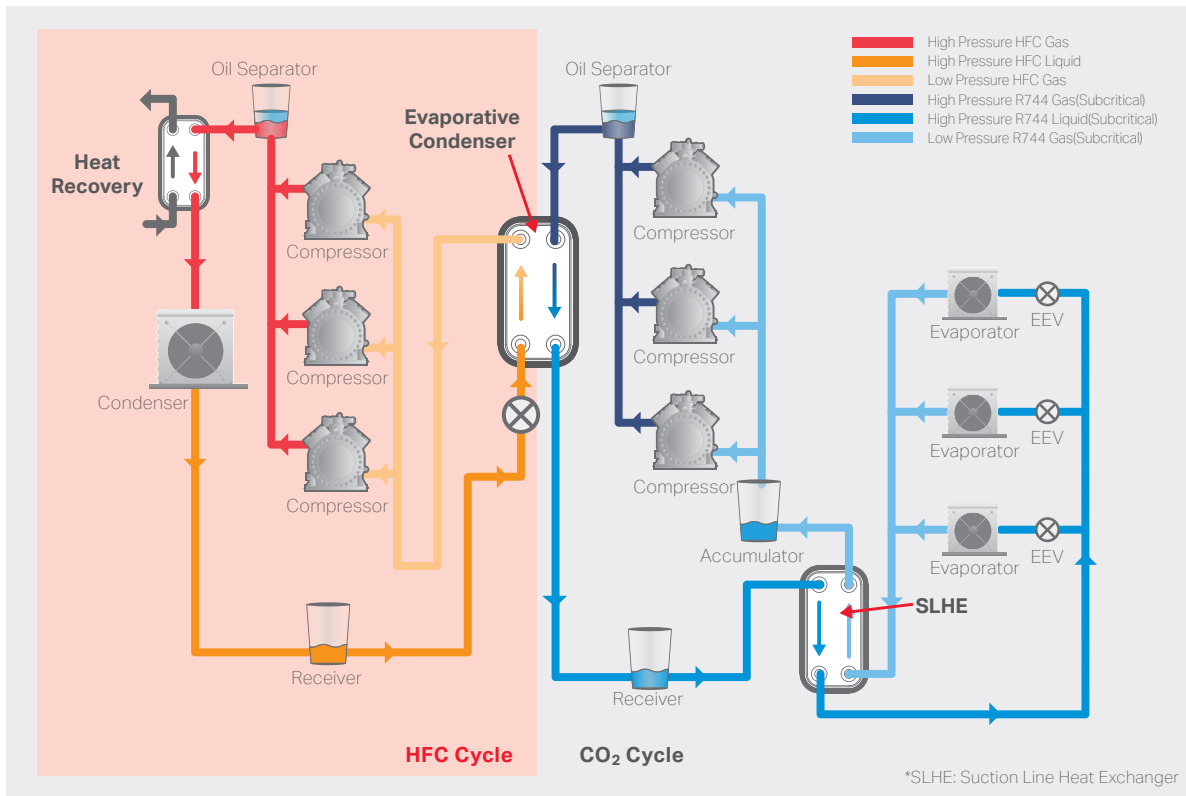 High Pressure HFC Gas
High Pressure HFC Liquid
Low Pressure HFC Gas
High Pressure R744 Gas(Subcritical)
High Pressure R744 Liquid(Subcritical)
Low Pressure R744 Gas(Subcritical)
Oil Separator
Oil Separator
Evaporative
Condenser
Heat
Recovery
Compressor
Compressor
Compressor
Compressor
Compressor
Compressor
Condenser
Evaporator
EEV
Evaporator
EEV
Evaporator
EEV
Accumulator
SLHE
Receiver
Receiver
HFC Cycle
CO₂ Cycle
*SLHE: Suction Line Heat Exchanger